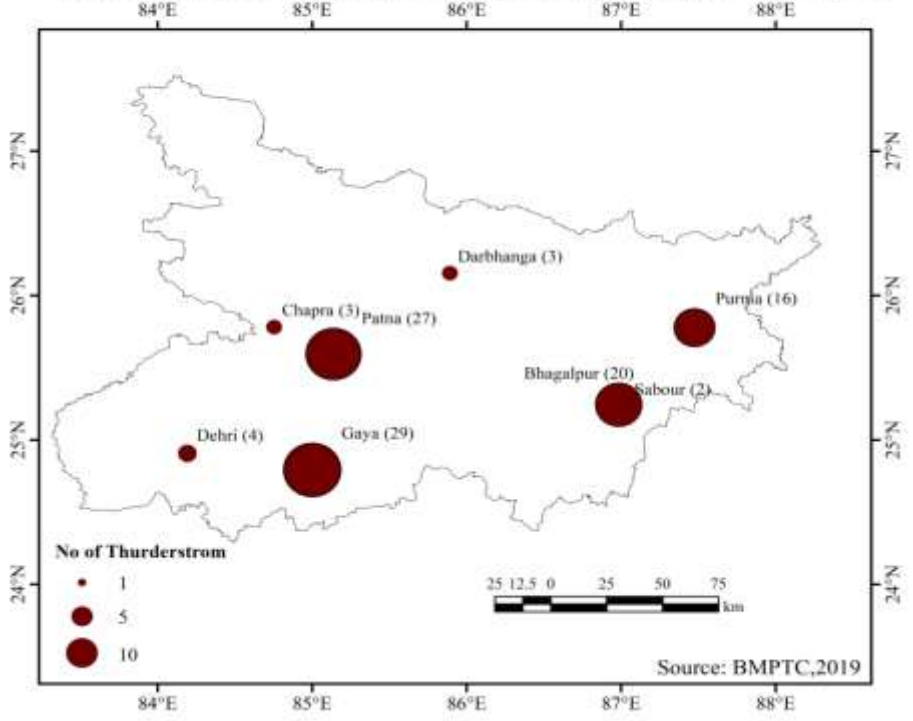 84°E 85°E 86°E 87°E 88°E
27°N 27°N
Darbhanga (3)
26°N 26°N
Purnia (16)
Chapra (3)
Patna (27)
Bhagalpur (20)
Sabour (2)
Dehri (4)
Gaya (29)
25°N 25°N
No of Thurderstrom
1
5
10
24°N 24°N
25 12.5 0 25 50 75
km
Source: BMPTC,2019
84°E 85°E 86°E 87°E 88°E